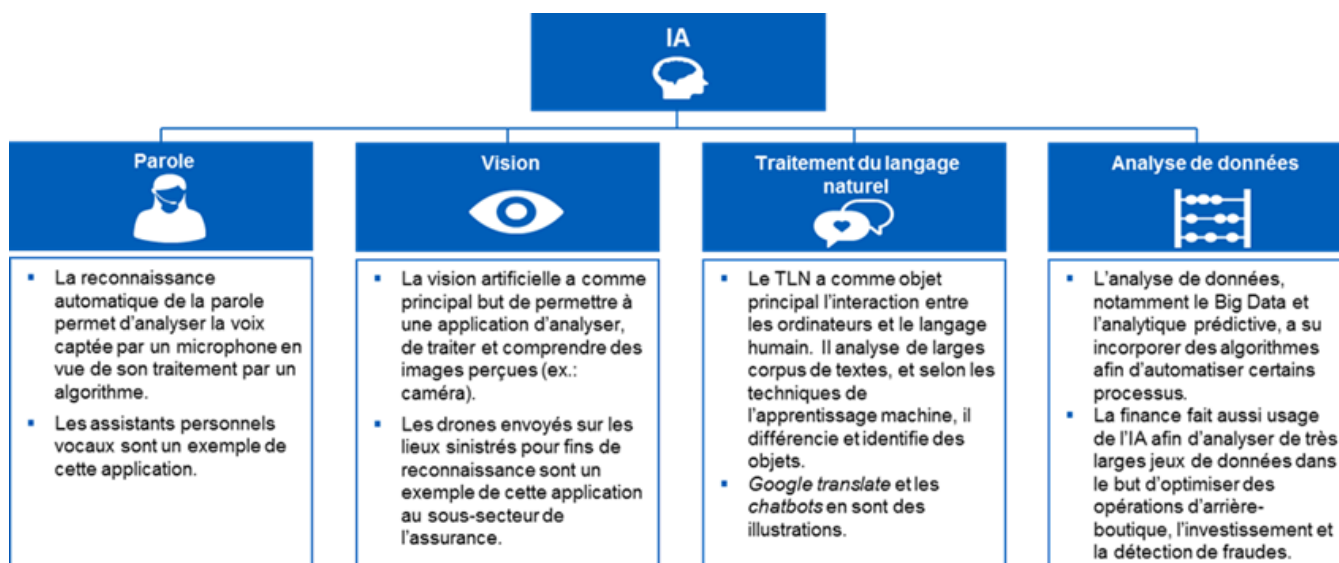 IA
Parole
La reconnaissance
automatique de la parole
permet d'analyser la voix
captée par un microphone en
vue de son traitement par un
algorithme.
Les assistants personnels
vocaux sont un exemple de
cette application.
Vision
La vision artificielle a comme
principal but de permettre à
une application d'analyser,
de traiter et comprendre des
images perçues (ex.:
caméra).
Les drones envoyés sur les
lieux sinistrés pour fins de
reconnaissance sont un
exemple de cette application
au sous-secteur de
l'assurance.
Traitement du langage
naturel
Le TLN a comme objet
principal l'interaction entre
les ordinateurs et le langage
humain. Il analyse de larges
corpus de textes, et selon les
techniques de
l'apprentissage machine, il
différencie et identifie des
objets.
Google translate et les
chatbots en sont des
illustrations.
Analyse de données
L'analyse de données,
notamment le Big Data et
l'analytique prédictive, a su
incorporer des algorithmes
afin d'automatiser certains
processus.
La finance fait aussi usage
de l'IA afin d'analyser de très
larges jeux de données dans
le but d'optimiser des
opérations d'arrière-
boutique, l'investissement et
la détection de fraudes.